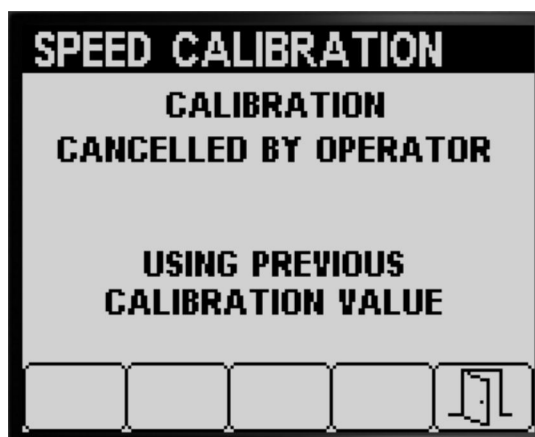 SPEED CALIBRATION
CALIBRATION
CANCELLED BY OPERATOR
USING PREVIOUS
CALIBRATION VALUE